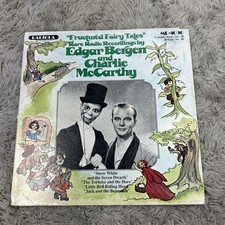 RADIOLA
"Fractured Fairy Tales"
Rare Radio Recordings by
Edgar Bergen
and
Charlie
McCarthy
"Snow White
and the Seven Dwarfs"
"The Tortoise and the Hare"
"Little Red Riding Hood"
"Jack and the Beanstalk"